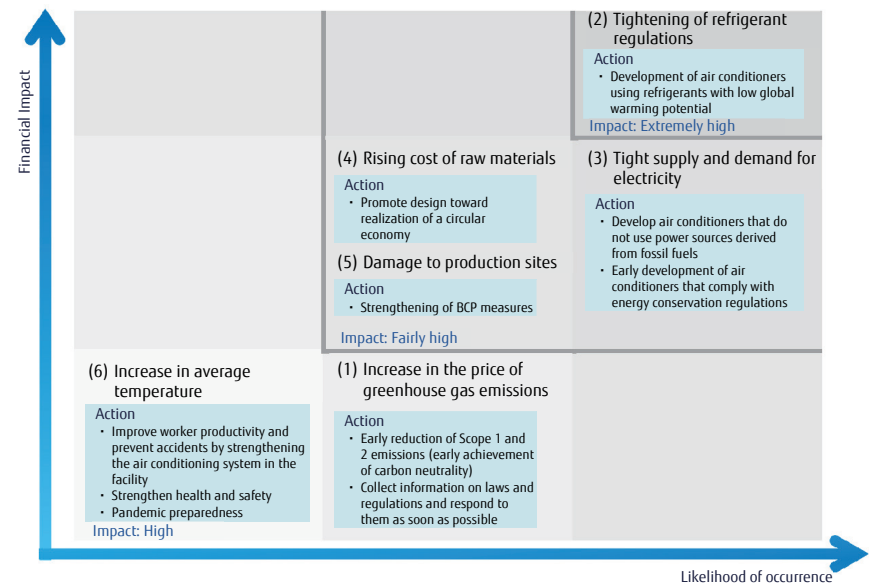 Financial Impact
(2) Tightening of refrigerant
regulations
Action
・ Development of air conditioners
using refrigerants with low global
warming potential
Impact: Extremely high
(4) Rising cost of raw materials
Action
・ Promote design toward
realization of a circular
economy
(5) Damage to production sites
Action
・ Strengthening of BCP measures
Impact: Fairly high
(3) Tight supply and demand for
electricity
Action
・ Develop air conditioners that do
not use power sources derived
from fossil fuels
・ Early development of air
conditioners that comply with
energy conservation regulations
(6) Increase in average
temperature
Action
・ Improve worker productivity and
prevent accidents by strengthening
the air conditioning system in the
facility
・ Strengthen health and safety
・ Pandemic preparedness
Impact: High
(1) Increase in the price of
greenhouse gas emissions
Action
・ Early reduction of Scope 1 and
2 emissions (early achievement
of carbon neutrality)
・ Collect information on laws and
regulations and respond to
them as soon as possible
Likelihood of occurrence